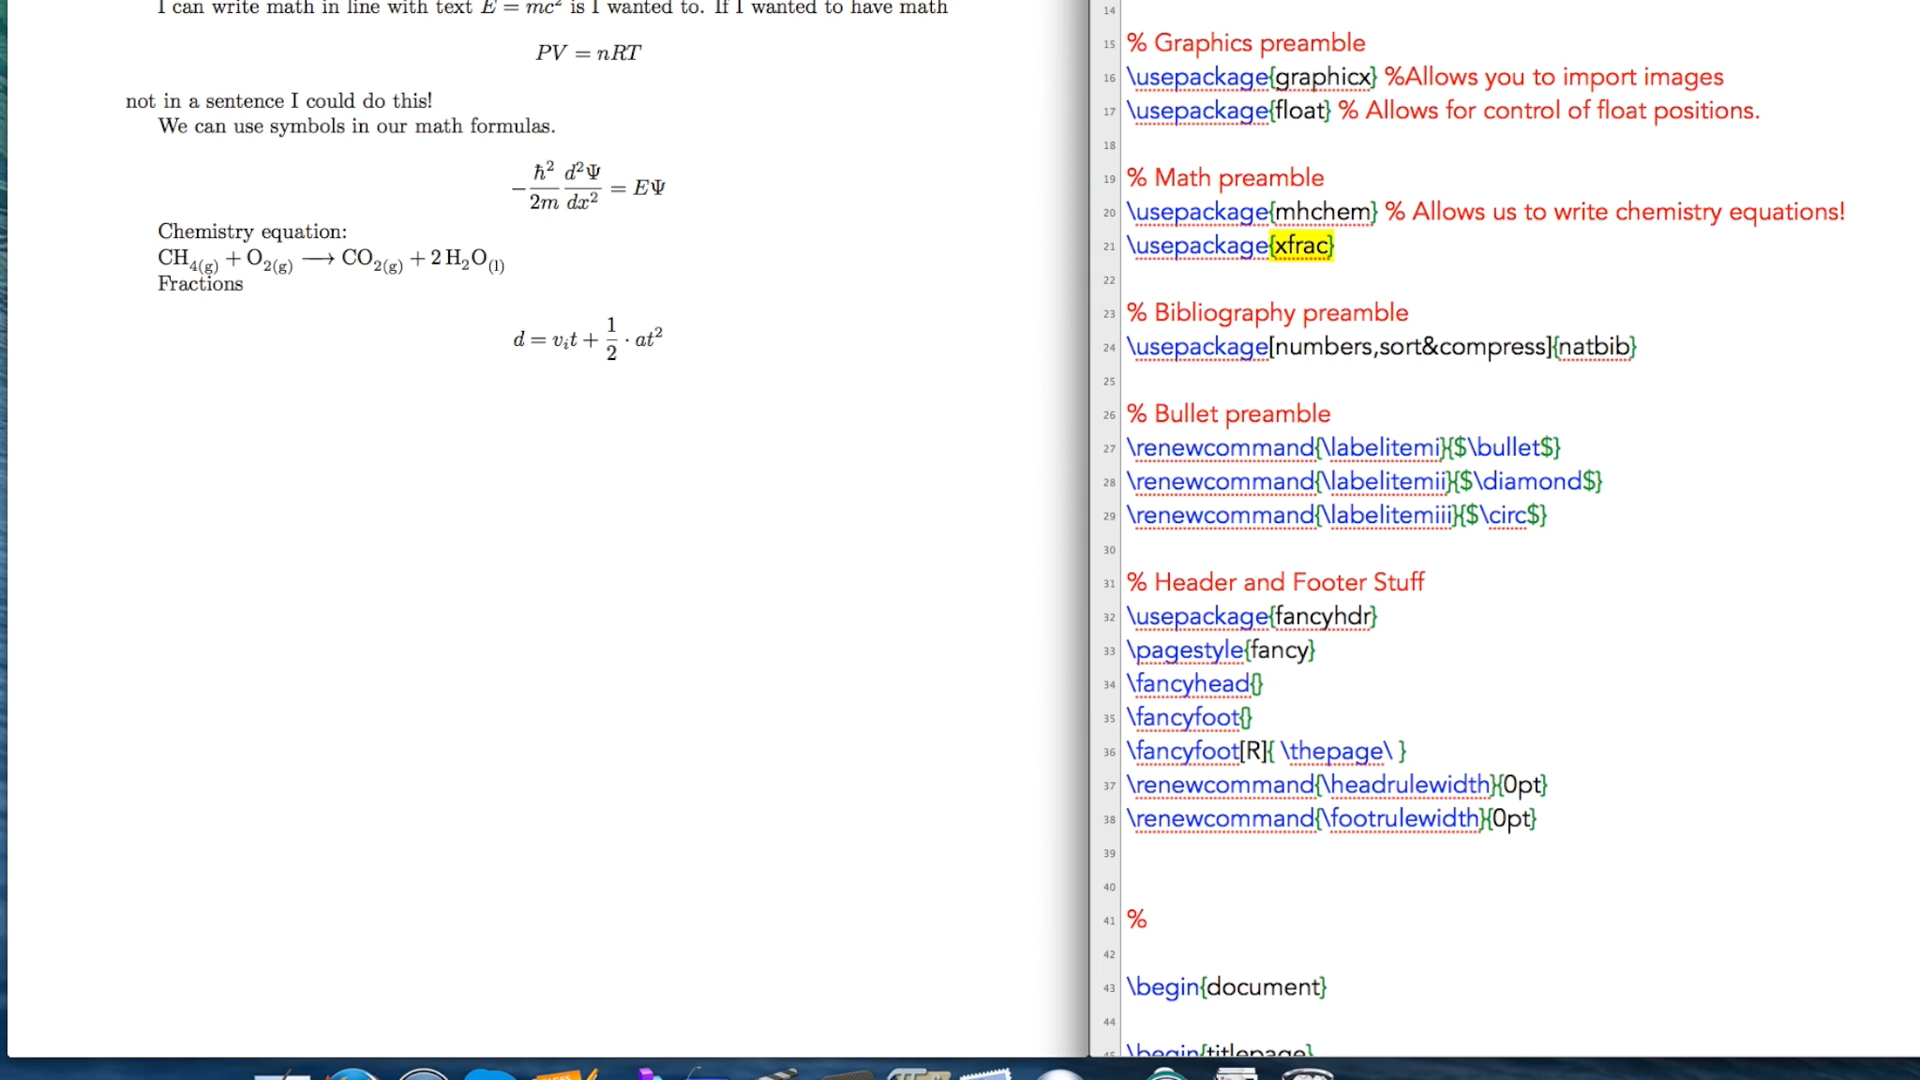 I can write math in line with text E = mc² is I wanted to. If I wanted to have math
PV = nRT
not in a sentence I could do this!
We can use symbols in our math formulas.
−ħ²/2m d²Ψ/dx² = EΨ
Chemistry equation:
CH₄(g) + O₂(g) ⟶ CO₂(g) + 2 H₂O(l)
Fractions
d = vᵢt + 1/2 · at²
14
15 % Graphics preamble
16 \usepackage{graphicx} %Allows you to import images
17 \usepackage{float} % Allows for control of float positions.
18
19 % Math preamble
20 \usepackage{mhchem} % Allows us to write chemistry equations!
21 \usepackage{xfrac}
22
23 % Bibliography preamble
24 \usepackage[numbers,sort&compress]{natbib}
25
26 % Bullet preamble
27 \renewcommand{\labelitemi}{$\bullet$}
28 \renewcommand{\labelitemii}{$\diamond$}
29 \renewcommand{\labelitemiii}{$\circ$}
30
31 % Header and Footer Stuff
32 \usepackage{fancyhdr}
33 \pagestyle{fancy}
34 \fancyhead{}
35 \fancyfoot{}
36 \fancyfoot[R]{ \thepage\ }
37 \renewcommand{\headrulewidth}{0pt}
38 \renewcommand{\footrulewidth}{0pt}
39
40
41 %
42
43 \begin{document}
44
45 \begin{titlepage}